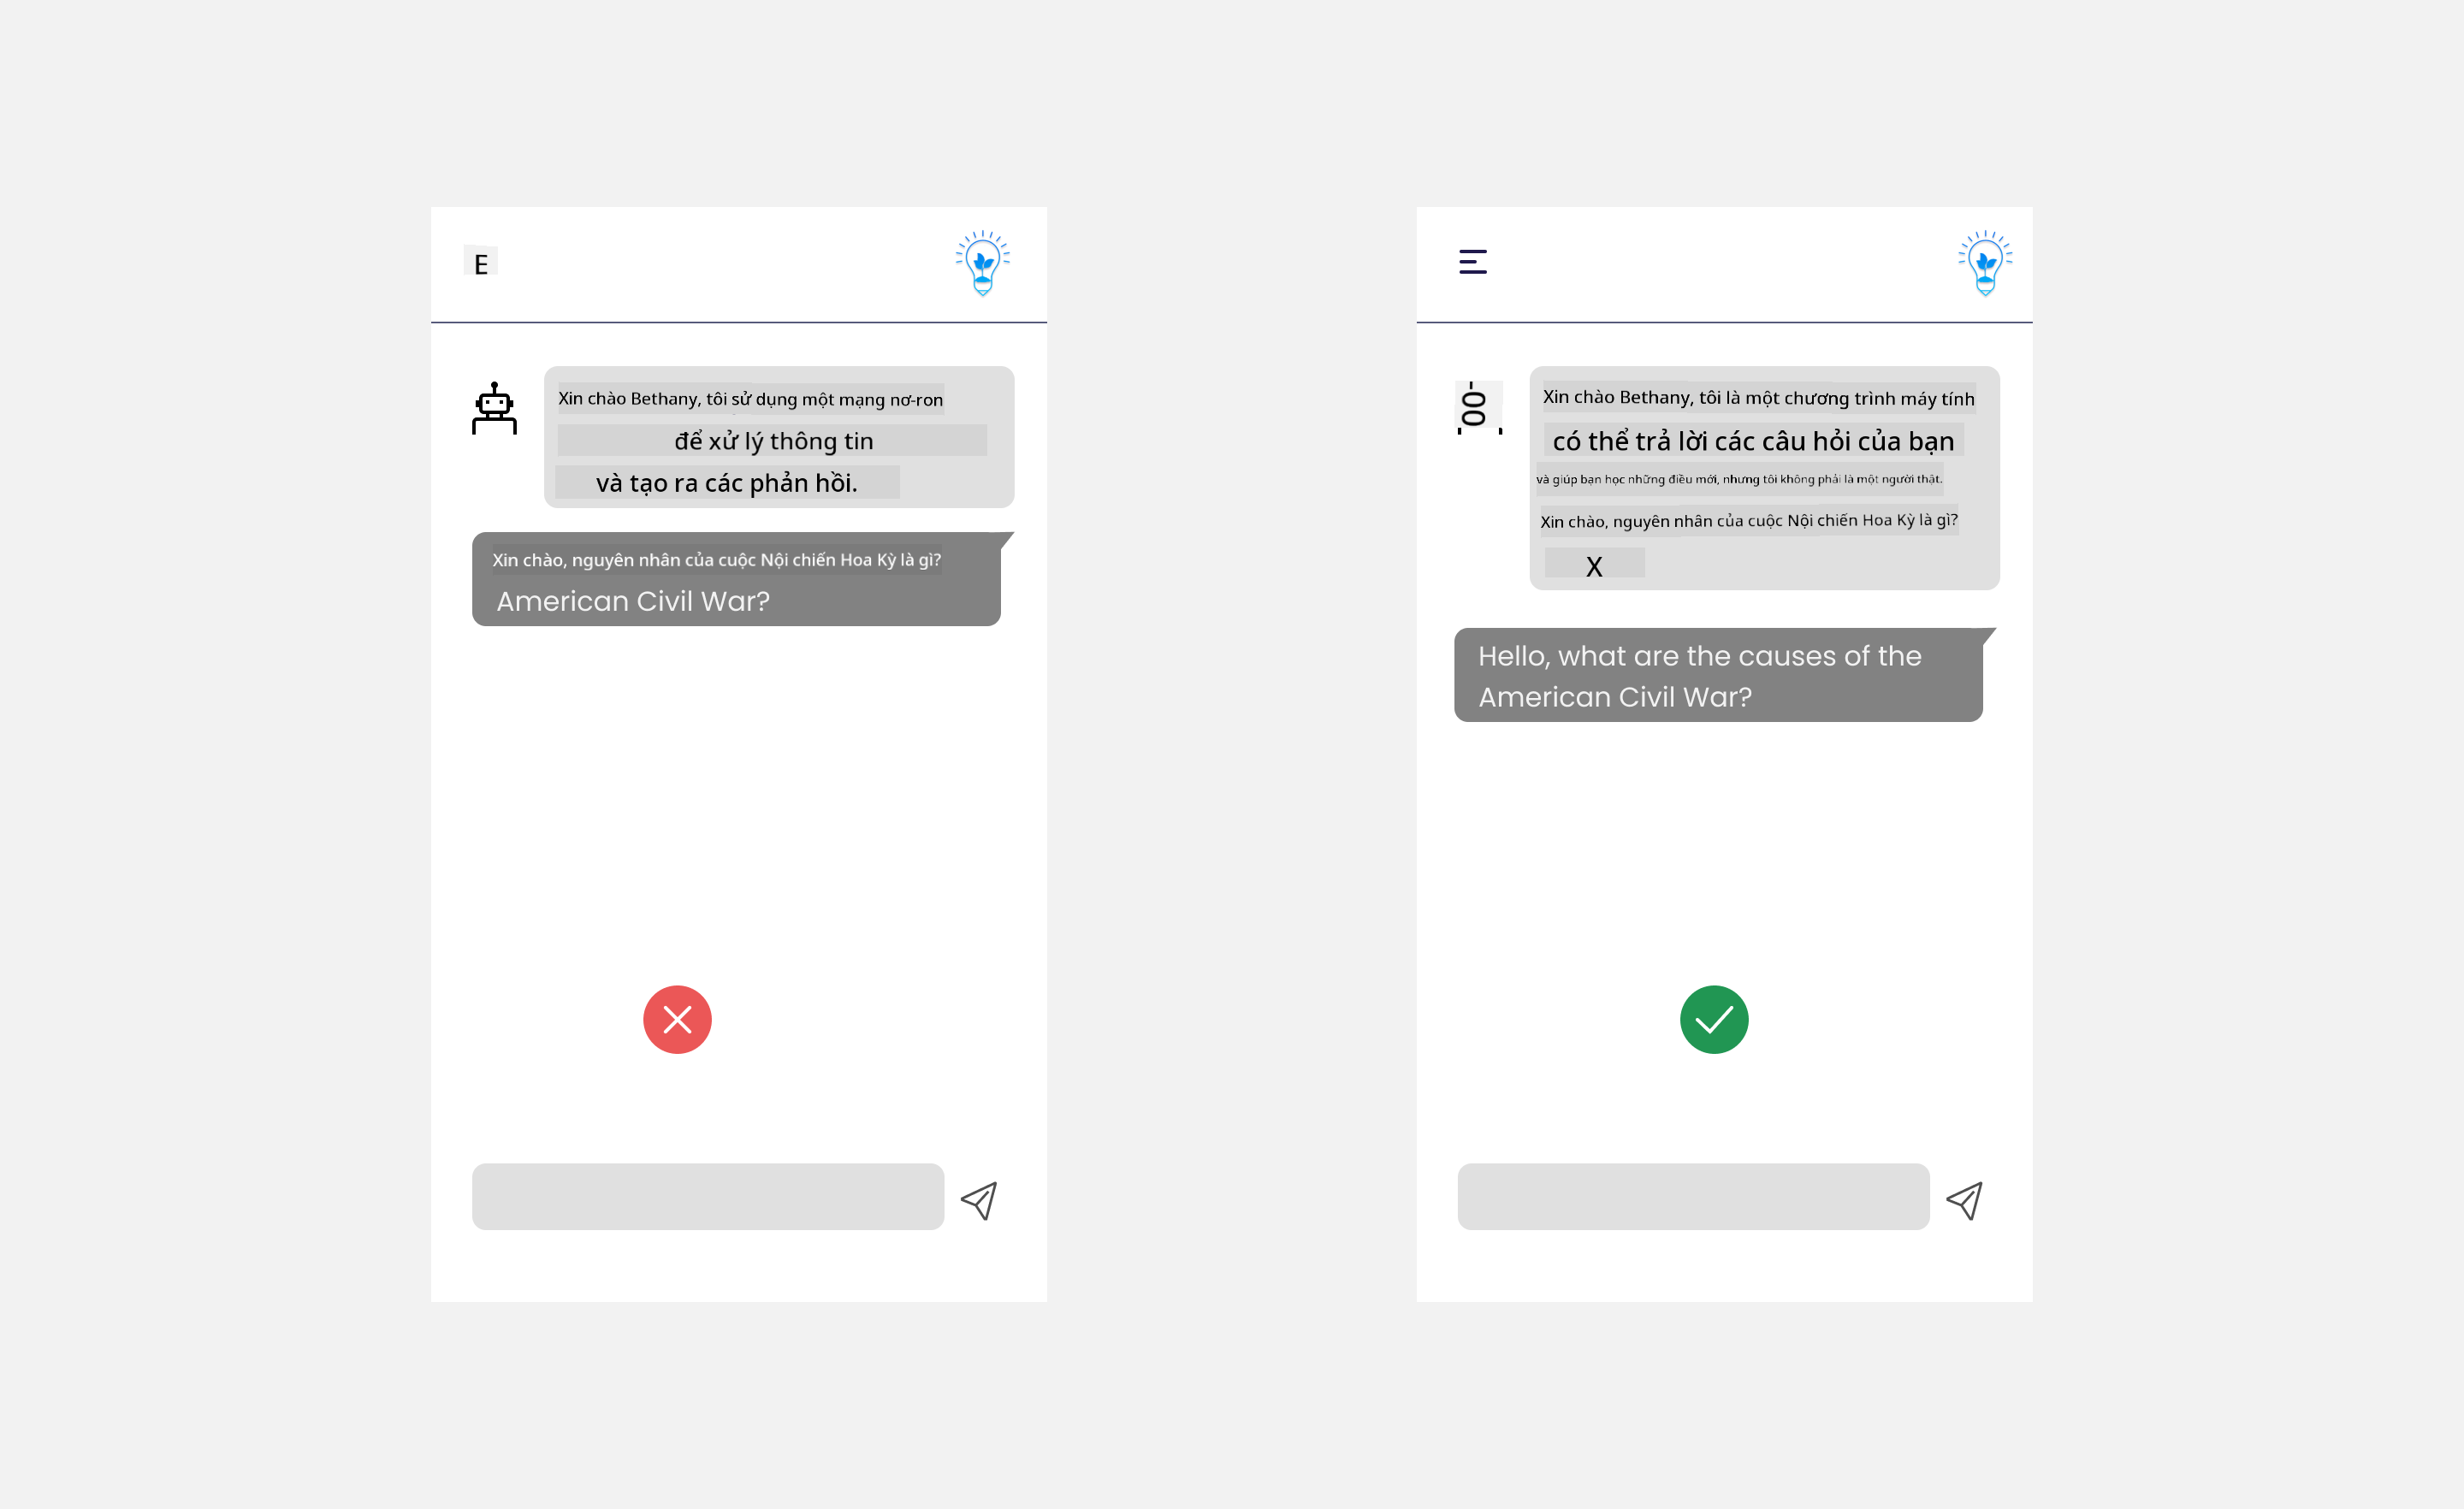 E
Xin chào Bethany, tôi sử dụng một mạng nơ-ron
để xử lý thông tin
và tạo ra các phản hồi.
Xin chào, nguyên nhân của cuộc Nội chiến Hoa Kỳ là gì?
American Civil War?
00-
Xin chào Bethany, tôi là một chương trình máy tính
có thể trả lời các câu hỏi của bạn
và giúp bạn học những điều mới, nhưng tôi không phải là một người thật.
Xin chào, nguyên nhân của cuộc Nội chiến Hoa Kỳ là gì?
X
Hello, what are the causes of the
American Civil War?